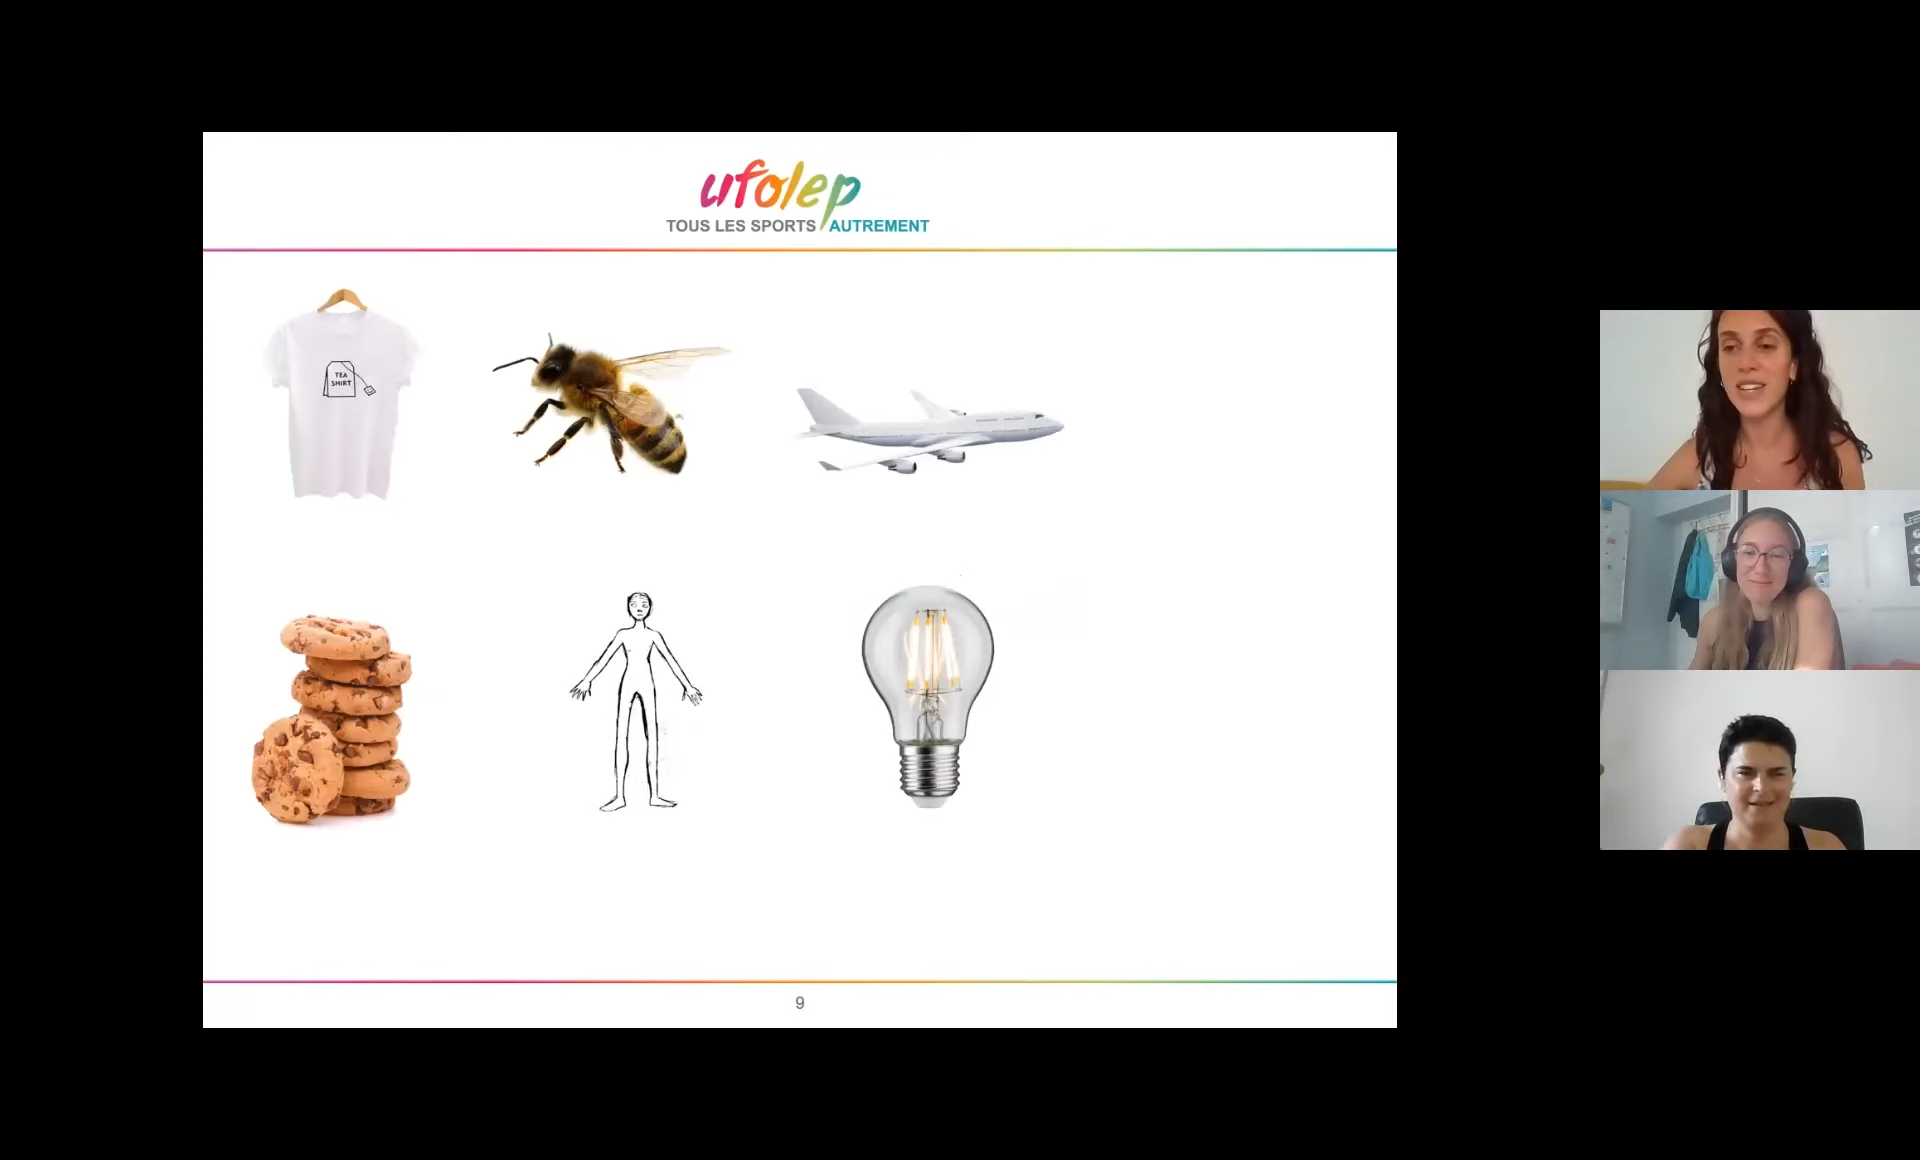 ufolep
TOUS LES SPORTS AUTREMENT
TEA
SHIRT
9